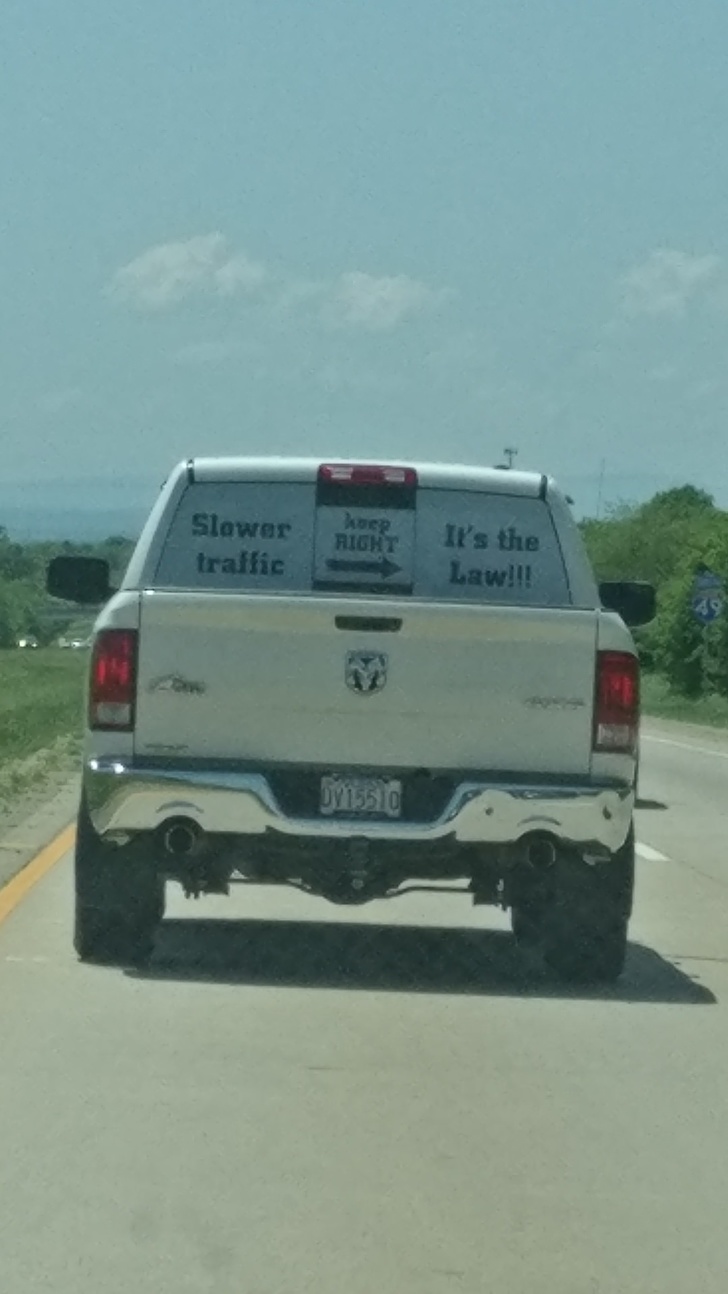 Slower
traffic
keep
RIGHT
It's the
Law!!!
49